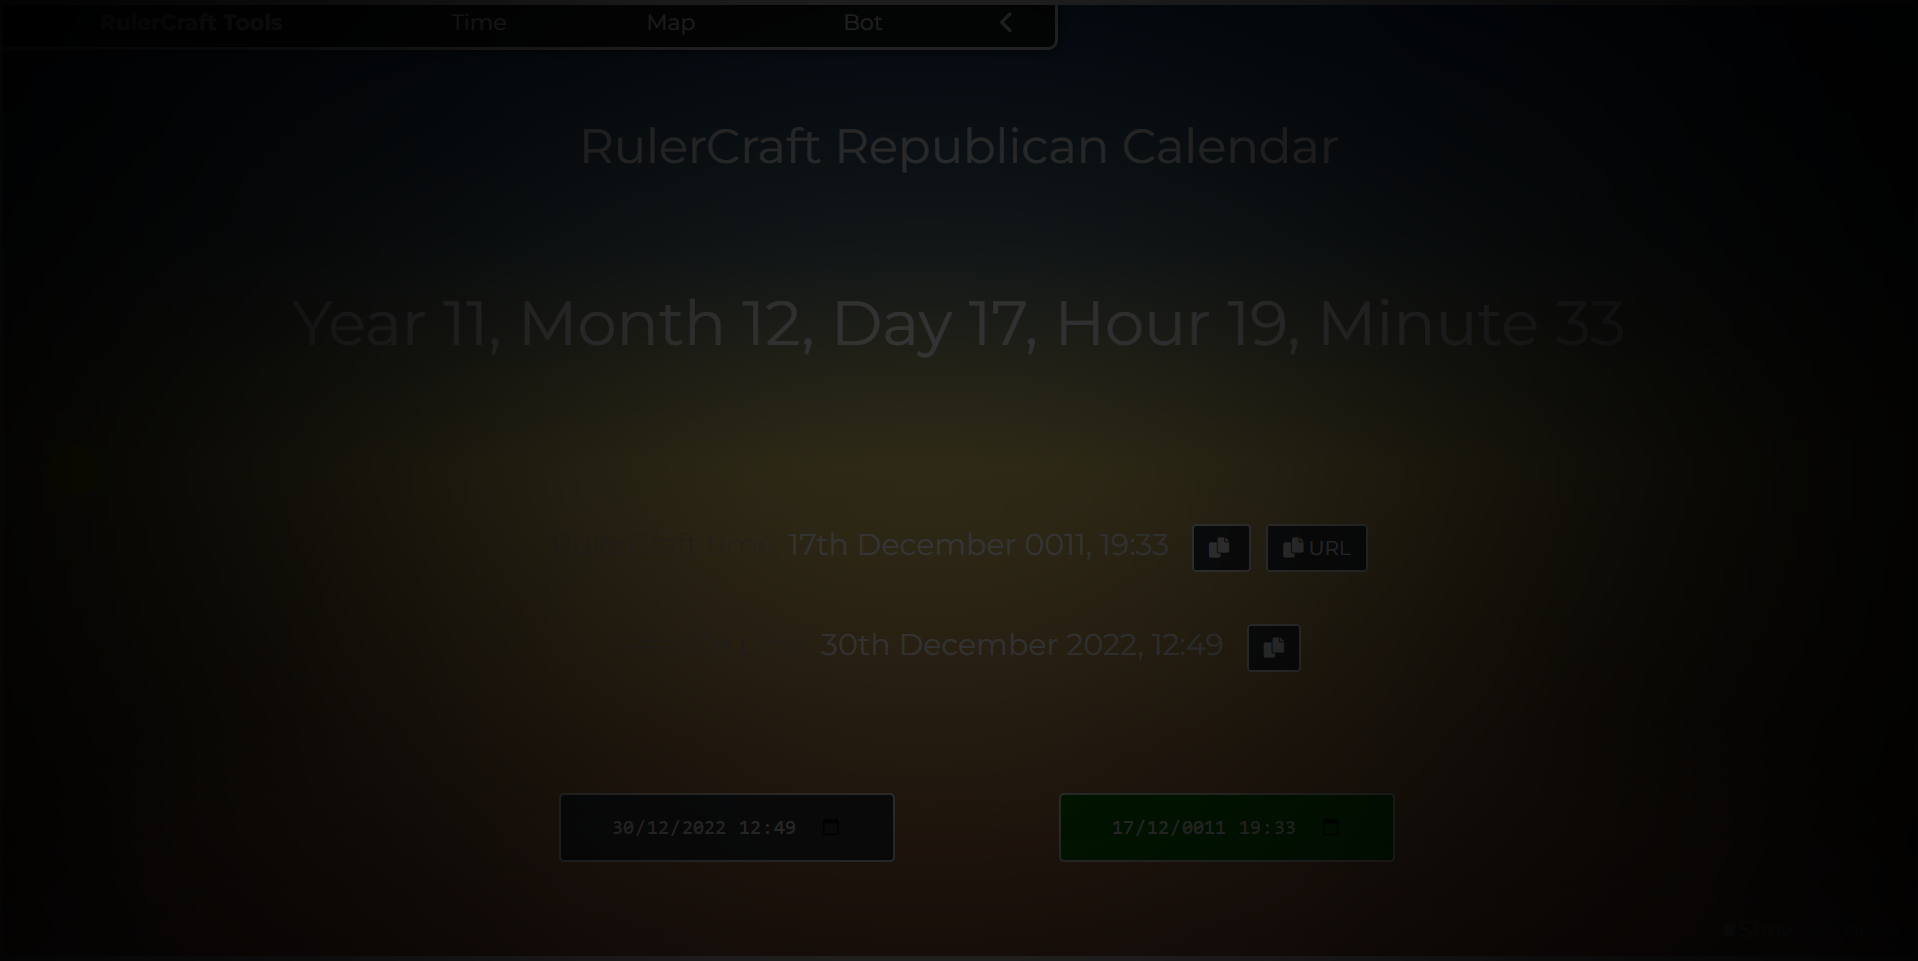 RulerCraft Tools Time Map Bot
RulerCraft Republican Calendar
Year 11, Month 12, Day 17, Hour 19, Minute 33
RulerCraft time: 17th December 0011, 19:33 URL
30th December 2022, 12:49
30/12/2022 12:49 17/12/0011 19:33
Show